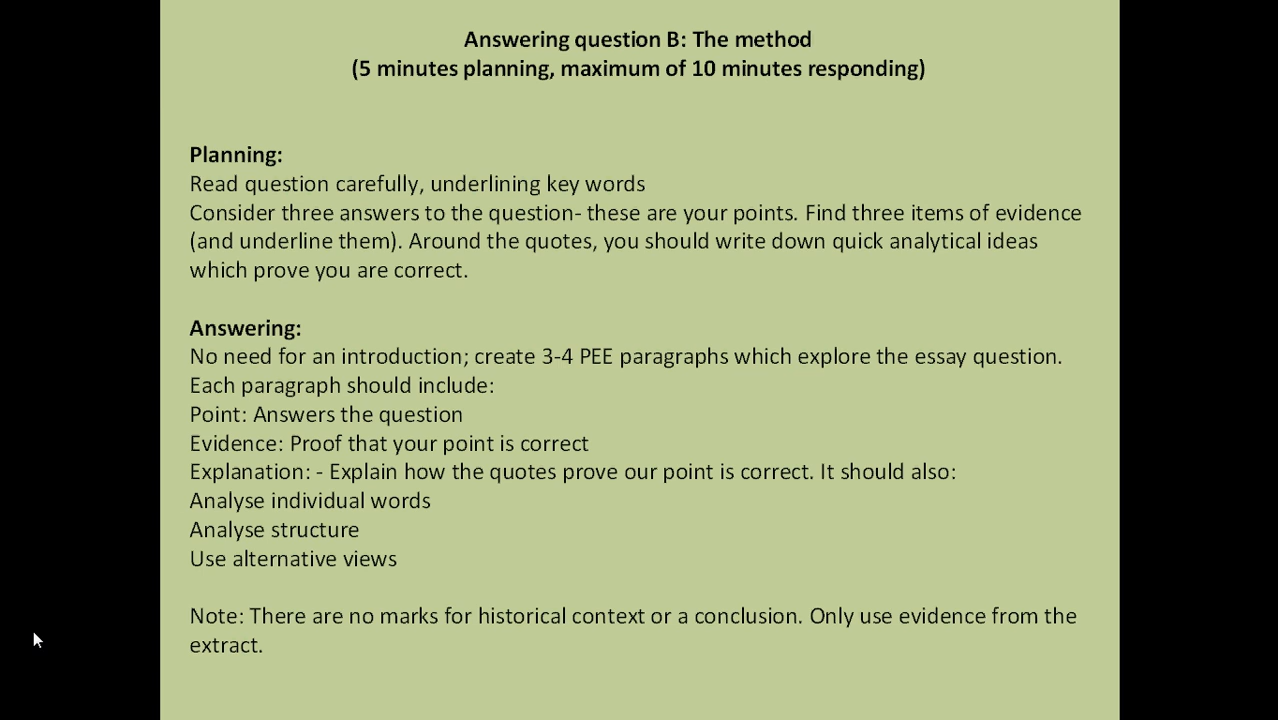 Answering question B: The method
(5 minutes planning, maximum of 10 minutes responding)
Planning:
Read question carefully, underlining key words
Consider three answers to the question- these are your points. Find three items of evidence
(and underline them). Around the quotes, you should write down quick analytical ideas
which prove you are correct.
Answering:
No need for an introduction; create 3-4 PEE paragraphs which explore the essay question.
Each paragraph should include:
Point: Answers the question
Evidence: Proof that your point is correct
Explanation: - Explain how the quotes prove our point is correct. It should also:
Analyse individual words
Analyse structure
Use alternative views
Note: There are no marks for historical context or a conclusion. Only use evidence from the
extract.